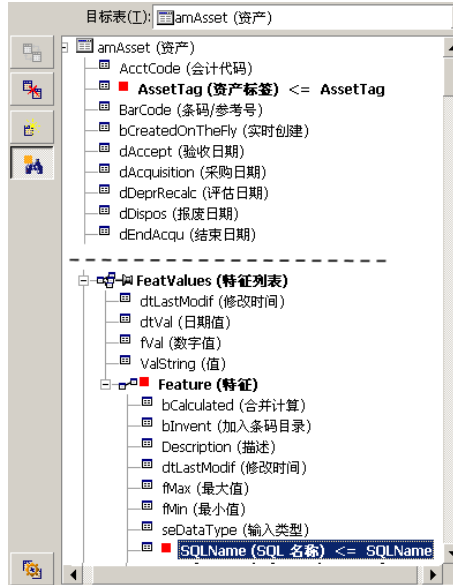 目标表(T): amAsset (资产)
amAsset (资产)
AcctCode (会计代码)
AssetTag (资产标签) <= AssetTag
BarCode (条码/参考号)
bCreatedOnTheFly (实时创建)
dAccept (验收日期)
dAcquisition (采购日期)
dDeprRecalc (评估日期)
dDispos (报废日期)
dEndAcqu (结束日期)
FeatValues (特征列表)
dtLastModif (修改时间)
dtVal (日期值)
fVal (数字值)
ValString (值)
Feature (特征)
bCalculated (合并计算)
bInvent (加入条码目录)
Description (描述)
dtLastModif (修改时间)
fMax (最大值)
fMin (最小值)
seDataType (输入类型)
SQLName (SQL 名称) <= SQLName